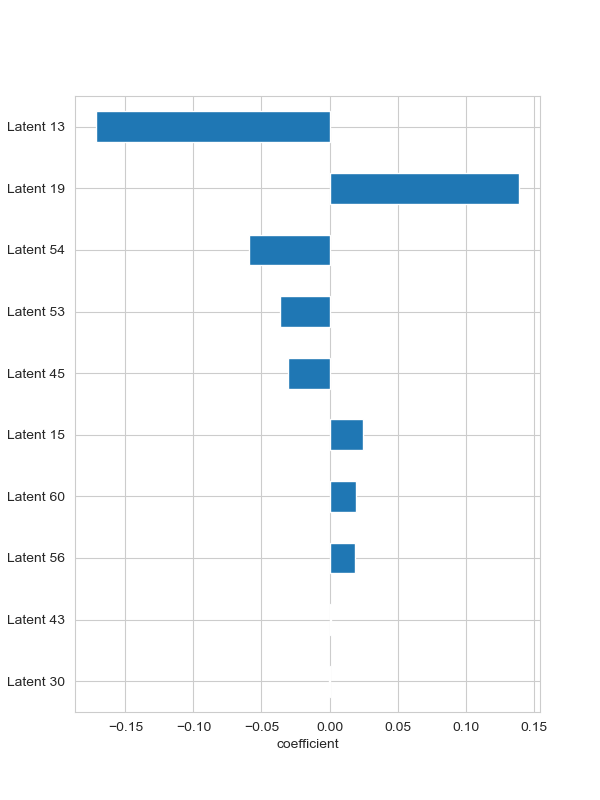 Latent 13
Latent 19
Latent 54
Latent 53
Latent 45
Latent 15
Latent 60
Latent 56
Latent 43
Latent 30
−0.15 −0.10 −0.05 0.00 0.05 0.10 0.15
coefficient